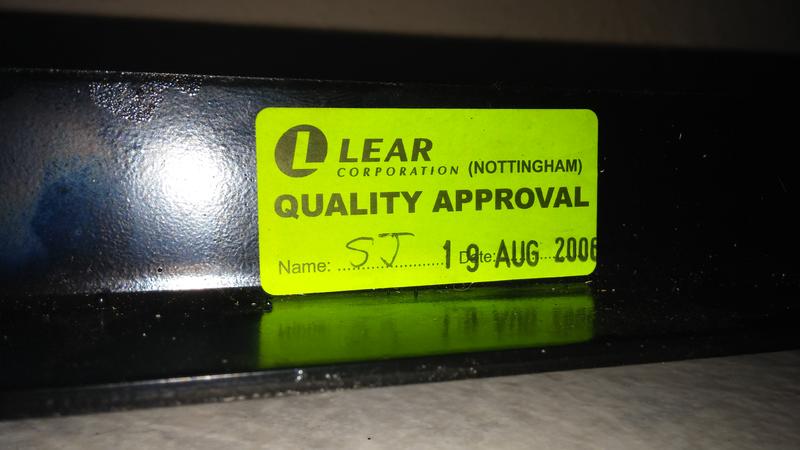 L LEAR
CORPORATION (NOTTINGHAM)
QUALITY APPROVAL
Name: SJ 19 Date: AUG 2006